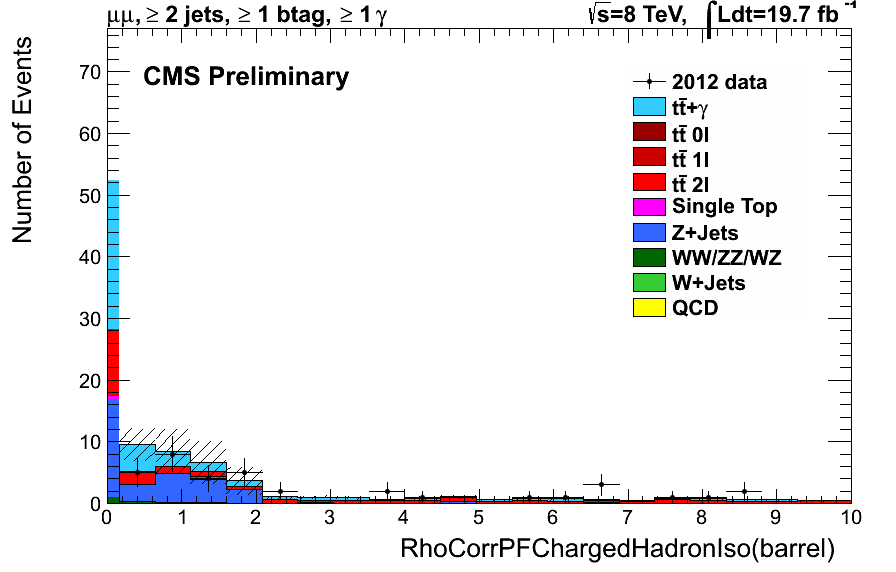 μμ, ≥ 2 jets, ≥ 1 btag, ≥ 1 γ
√s=8 TeV, ∫Ldt=19.7 fb⁻¹
CMS Preliminary
Number of Events
70
60
50
40
30
20
10
0
2012 data
tt̄+γ
tt̄ 0l
tt̄ 1l
tt̄ 2l
Single Top
Z+Jets
WW/ZZ/WZ
W+Jets
QCD
0 1 2 3 4 5 6 7 8 9 10
RhoCorrPFChargedHadronIso(barrel)